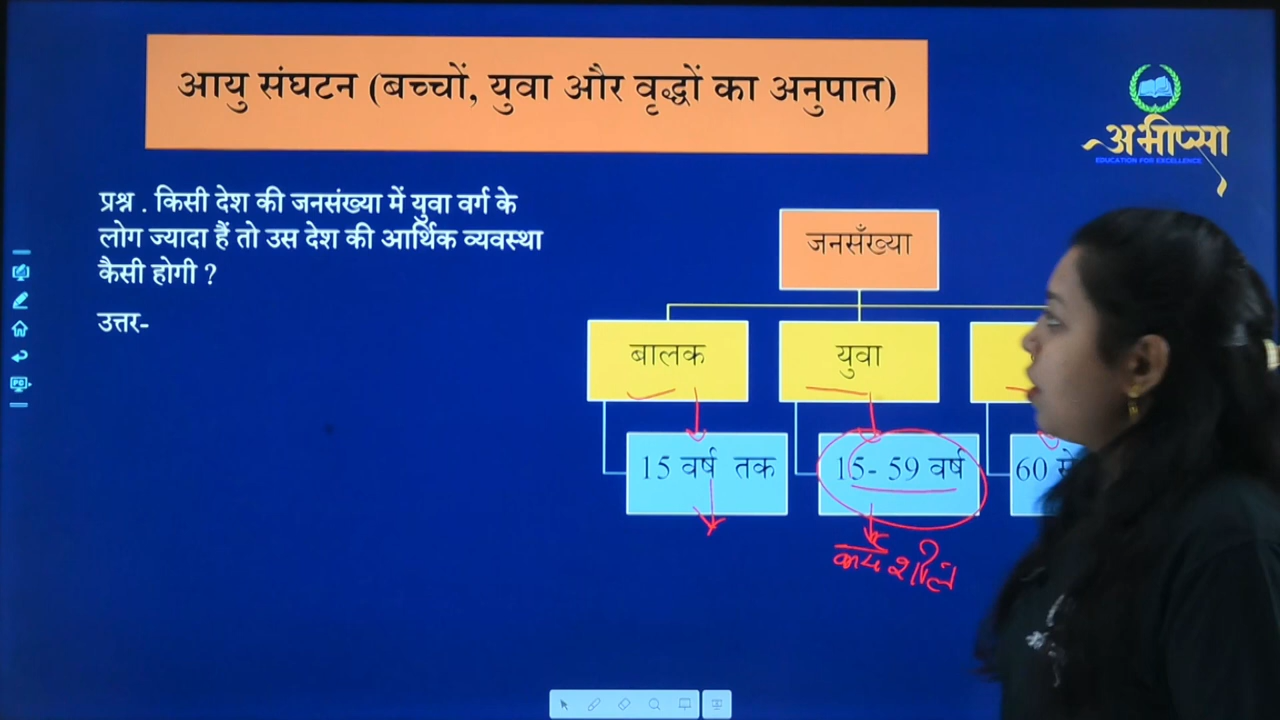 आयु संघटन (बच्चों, युवा और वृद्धों का अनुपात)
अभीप्सा
EDUCATION FOR EXCELLENCE
प्रश्न . किसी देश की जनसंख्या में युवा वर्ग के
लोग ज्यादा हैं तो उस देश की आर्थिक व्यवस्था
कैसी होगी ?
उत्तर-
जनसँख्या
बालक
युवा
15 वर्ष तक
15- 59 वर्ष
60 से
कार्यशील